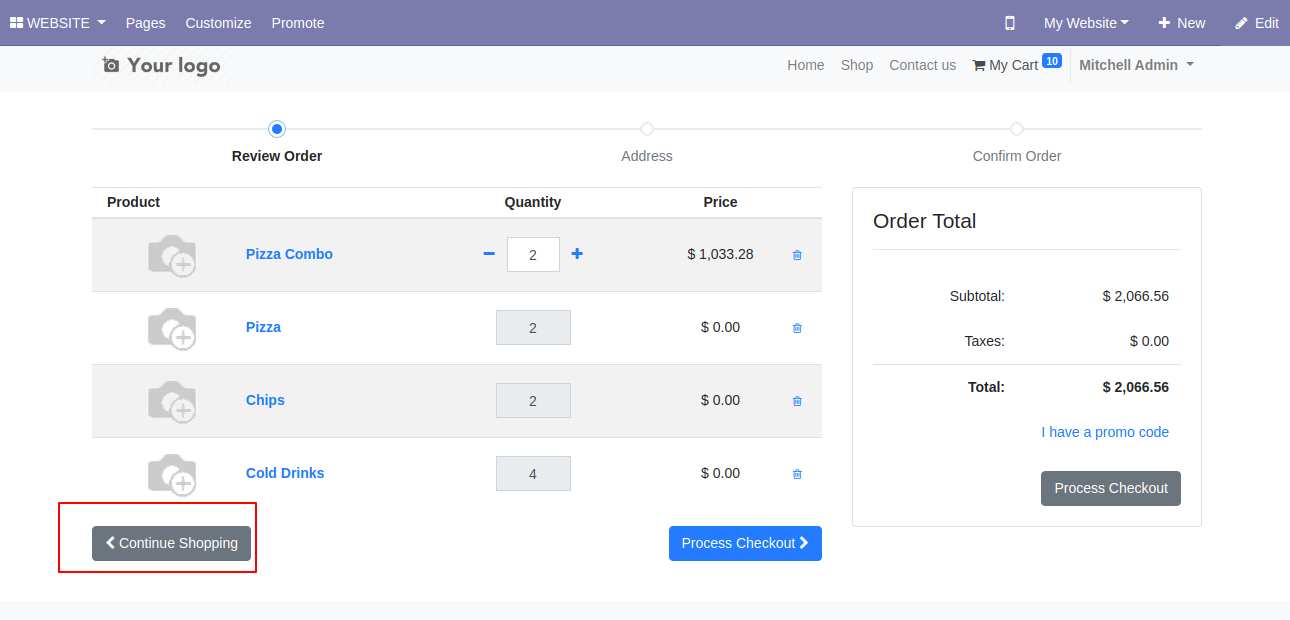 WEBSITE Pages Customize Promote My Website New Edit
Your logo Home Shop Contact us My Cart 10 Mitchell Admin
Review Order Address Confirm Order
Product Quantity Price
Pizza Combo 2 $ 1,033.28
Pizza 2 $ 0.00
Chips 2 $ 0.00
Cold Drinks 4 $ 0.00
Continue Shopping Process Checkout
Order Total
Subtotal: $ 2,066.56
Taxes: $ 0.00
Total: $ 2,066.56
I have a promo code
Process Checkout